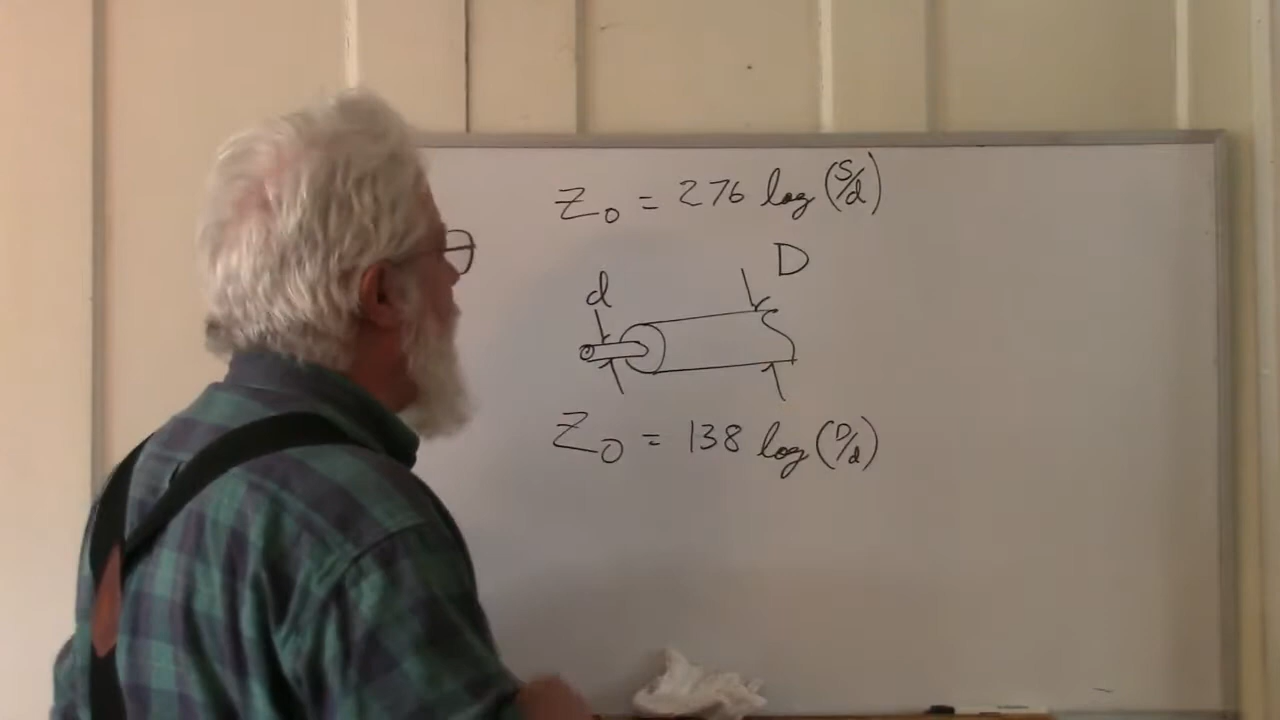 Z₀ = 276 log (S/d)
D
d
Z₀ = 138 log (D/d)